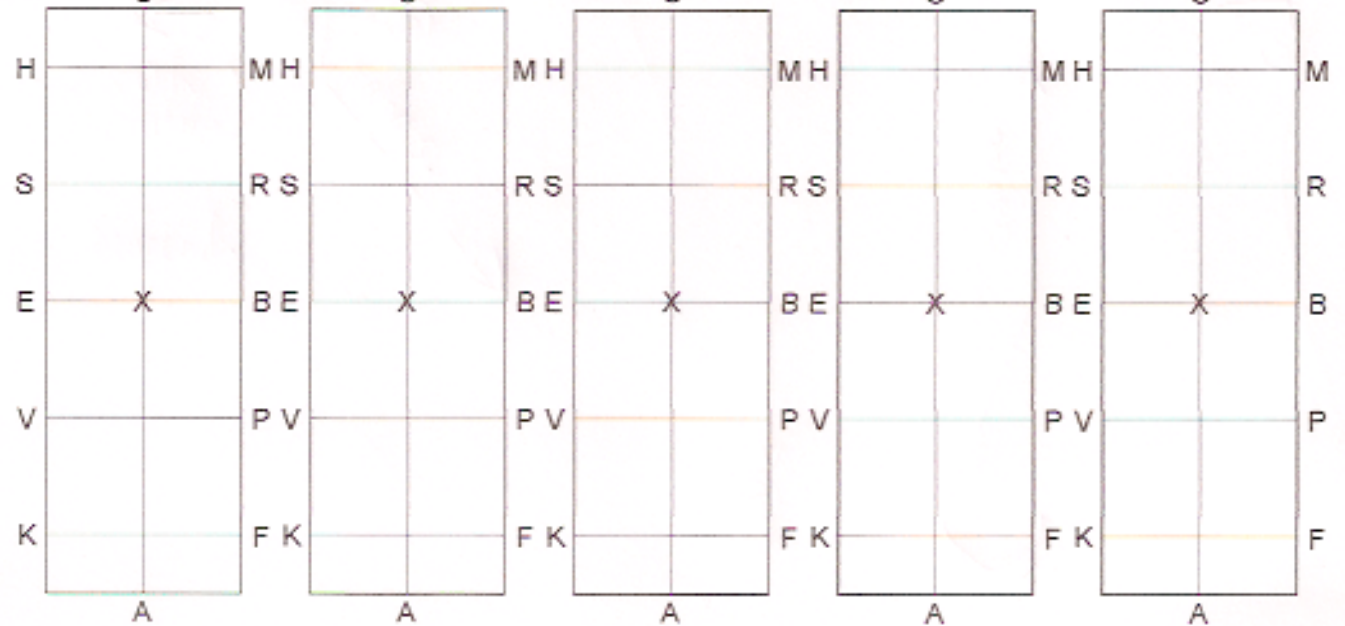 H M H M H M H M H M
S R S R S R S R S R
E X B E X B E X B E X B E X B
V P V P V P V P V P
K F K F K F K F K F
A A A A A